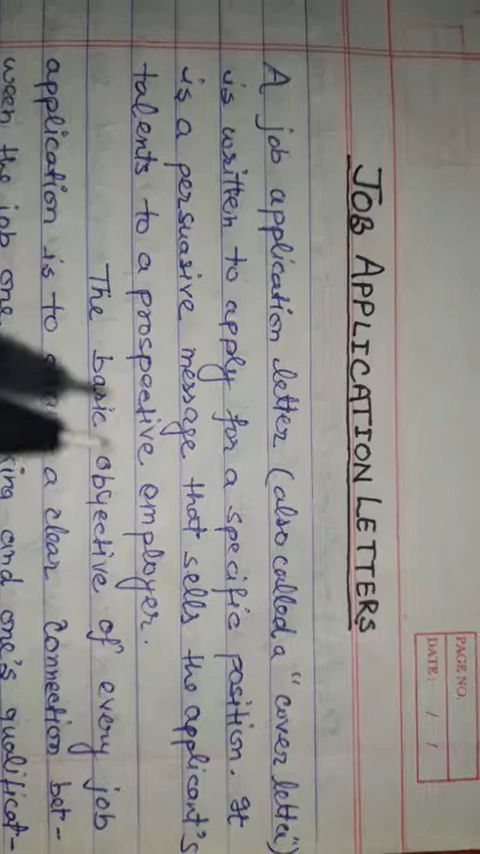 PAGE NO.
DATE: / /
JOB APPLICATION LETTERS
A job application letter (also called a "cover letter")
is written to apply for a specific position. It
is a persuasive message that sells the applicant's
talents to a prospective employer.
The basic objective of every job
application is to a clear connection bet-
ween the job one and one's qualificat-